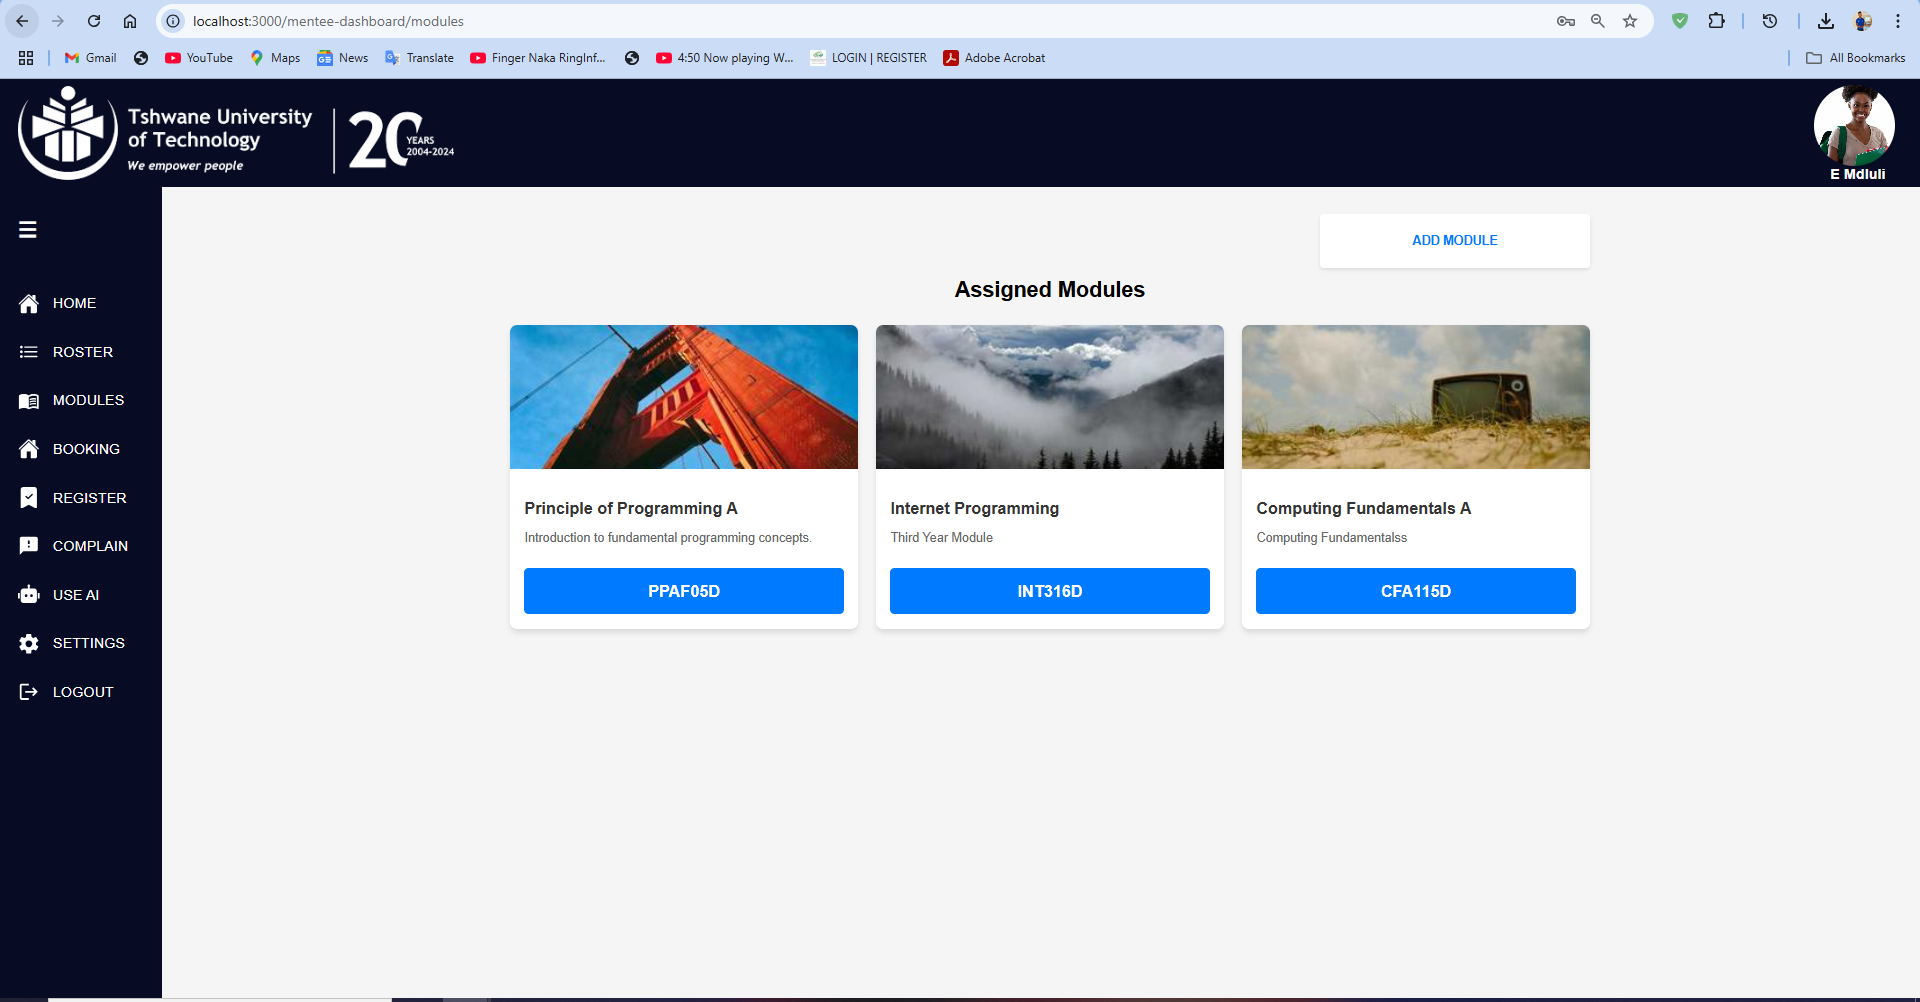 localhost:3000/mentee-dashboard/modules
Gmail
YouTube
Maps
News
Translate
Finger Naka RingInf...
4:50 Now playing W...
LOGIN | REGISTER
Adobe Acrobat
All Bookmarks
Tshwane University
of Technology
We empower people
20
YEARS
2004-2024
E Mdluli
HOME
ROSTER
MODULES
BOOKING
REGISTER
COMPLAIN
USE AI
SETTINGS
LOGOUT
ADD MODULE
Assigned Modules
Principle of Programming A
Introduction to fundamental programming concepts.
PPAF05D
Internet Programming
Third Year Module
INT316D
Computing Fundamentals A
Computing Fundamentalss
CFA115D